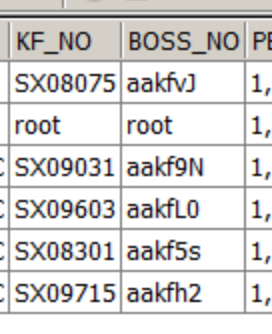 KF_NO BOSS_NO PE
SX08075 aakfvJ 1,
root root 1,
SX09031 aakf9N 1,
SX09603 aakfL0 1,
SX08301 aakf5s 1,
SX09715 aakfh2 1,